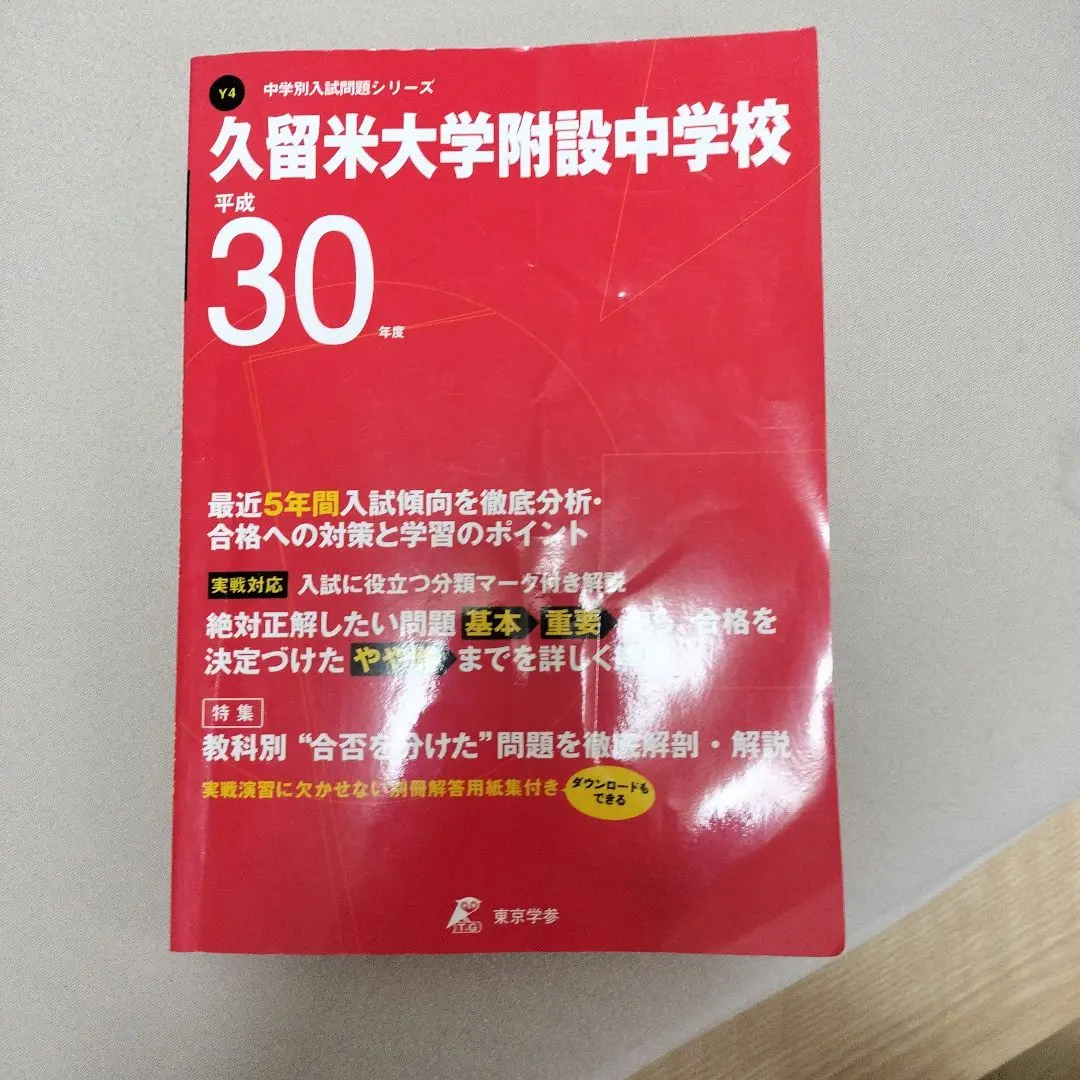 Y4
中学別入試問題シリーズ
久留米大学附設中学校
平成
30
年度
最近5年間入試傾向を徹底分析・
合格への対策と学習のポイント
実戦対応 入試に役立つ分類マーク付き解説
絶対正解したい問題 基本 重要 合格を
決定づけた やや までを詳しく
特集
教科別“合否を分けた”問題を徹底解剖・解説
実戦演習に欠かせない別冊解答用紙集付き
ダウンロードも
できる
T.G
東京学参